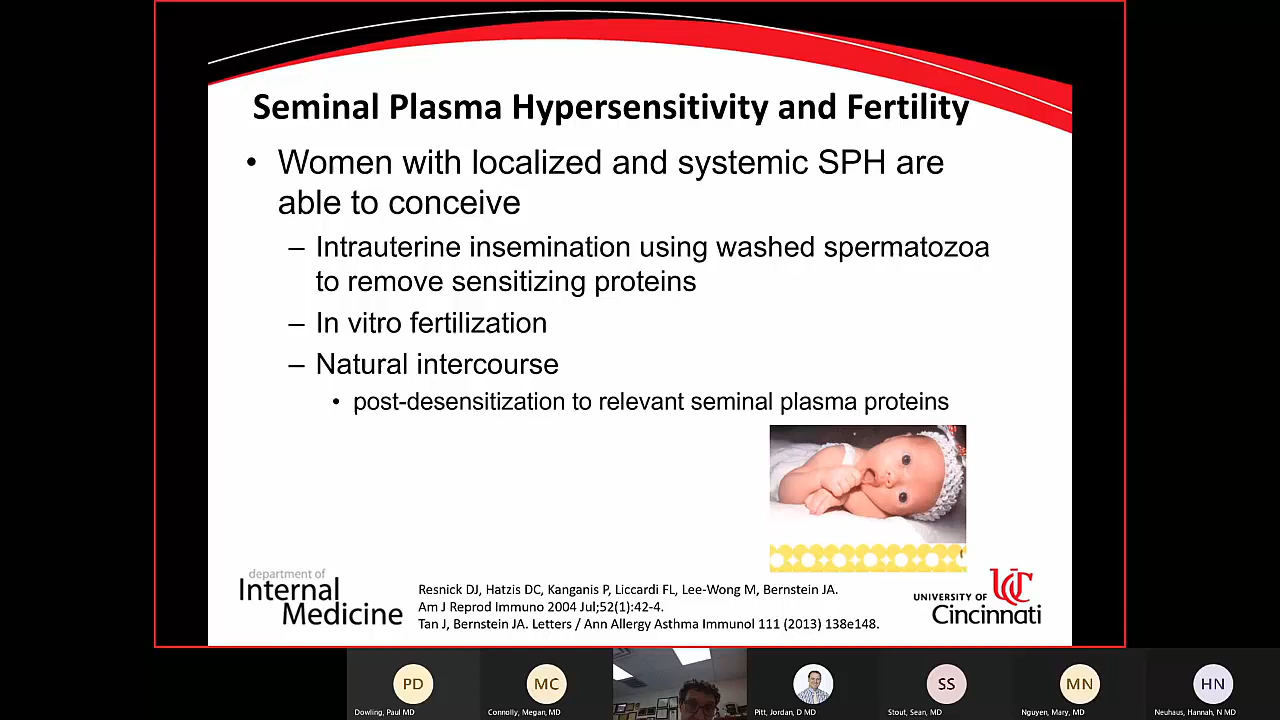 Seminal Plasma Hypersensitivity and Fertility
• Women with localized and systemic SPH are
able to conceive
– Intrauterine insemination using washed spermatozoa
to remove sensitizing proteins
– In vitro fertilization
– Natural intercourse
• post-desensitization to relevant seminal plasma proteins
department of
Internal
Medicine
Resnick DJ, Hatzis DC, Kanganis P, Liccardi FL, Lee-Wong M, Bernstein JA.
Am J Reprod Immuno 2004 Jul;52(1):42-4.
Tan J, Bernstein JA. Letters / Ann Allergy Asthma Immunol 111 (2013) 138e148.
UC
UNIVERSITY OF
Cincinnati
PD
MC
SS
MN
HN
Dowling, Paul MD
Connolly, Megan, MD
Pitt, Jordan, D MD
Stout, Sean, MD
Nguyen, Mary, MD
Neuhaus, Hannah, N MD